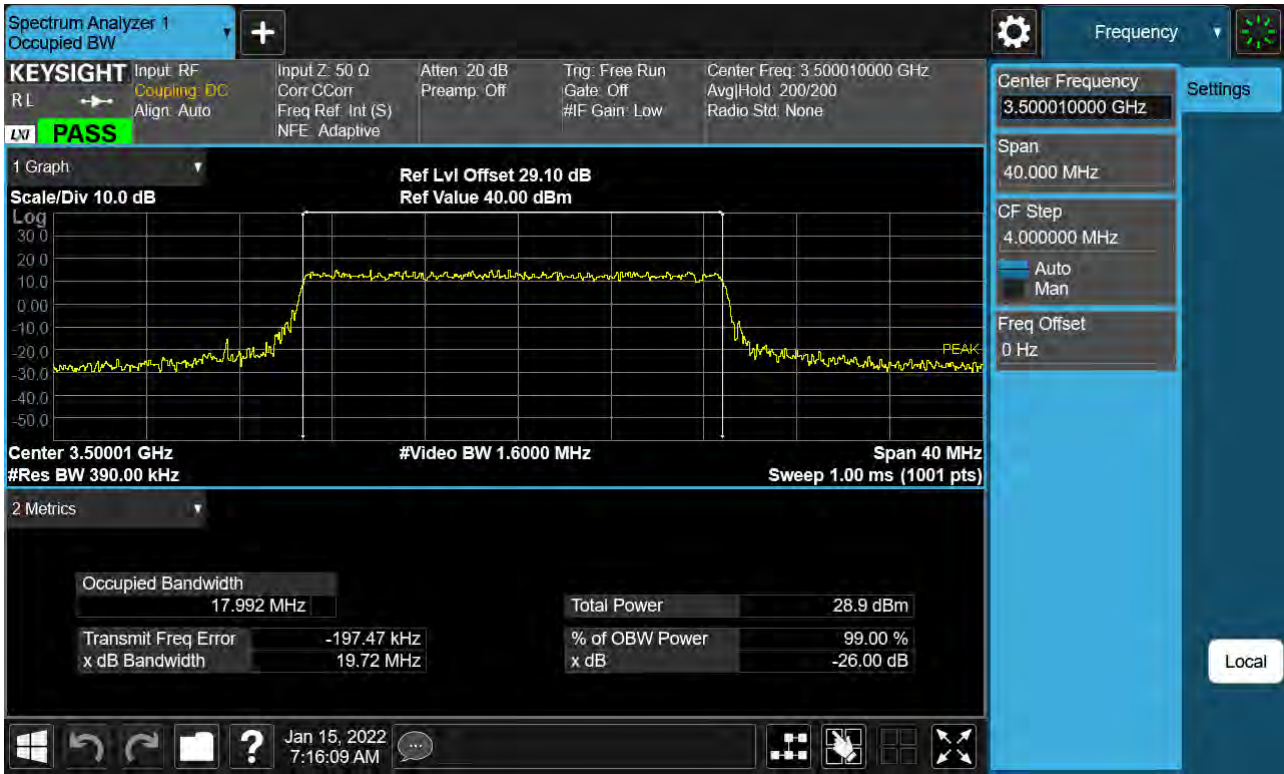 Spectrum Analyzer 1
Occupied BW
+
Frequency
KEYSIGHT
RL
LXI
PASS
Input: RF
Coupling: DC
Align: Auto
Input Z: 50 Ω
Corr CCorr
Freq Ref: Int (S)
NFE: Adaptive
Atten: 20 dB
Preamp: Off
Trig: Free Run
Gate: Off
#IF Gain: Low
Center Freq: 3.500010000 GHz
Avg|Hold: 200/200
Radio Std: None
Center Frequency
3.500010000 GHz
Settings
Span
40.000 MHz
CF Step
4.000000 MHz
Auto
Man
Freq Offset
0 Hz
Local
1 Graph
Scale/Div 10.0 dB
Ref Lvl Offset 29.10 dB
Ref Value 40.00 dBm
Log
30.0
20.0
10.0
0.00
-10.0
-20.0
-30.0
-40.0
-50.0
PEAK
Center 3.50001 GHz
#Video BW 1.6000 MHz
Span 40 MHz
#Res BW 390.00 kHz
Sweep 1.00 ms (1001 pts)
2 Metrics
Occupied Bandwidth
17.992 MHz
Total Power 28.9 dBm
Transmit Freq Error -197.47 kHz
% of OBW Power 99.00 %
x dB Bandwidth 19.72 MHz
x dB -26.00 dB
?
Jan 15, 2022
7:16:09 AM